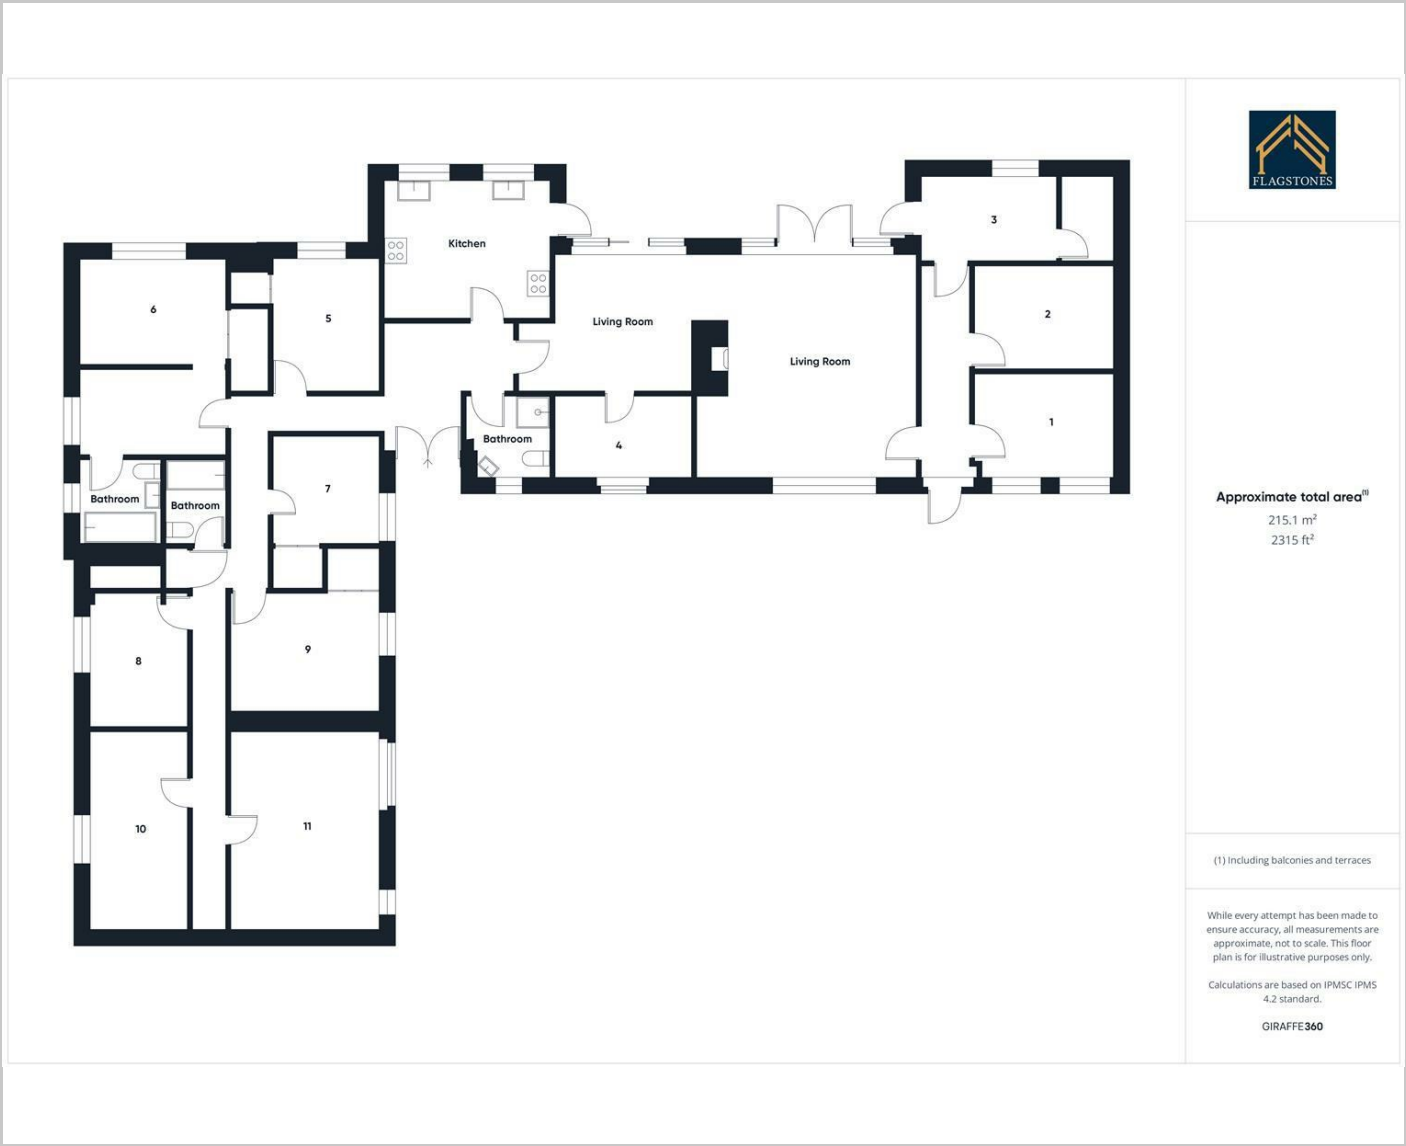 FLAGSTONES
3
Kitchen
6
5
2
Living Room
Living Room
1
Bathroom
4
7
Bathroom
Bathroom
9
8
11
10
Approximate total area(1)
215.1 m²
2315 ft²
(1) Including balconies and terraces
While every attempt has been made to
ensure accuracy, all measurements are
approximate, not to scale. This floor
plan is for illustrative purposes only.
Calculations are based on IPMSC IPMS
4.2 standard.
GIRAFFE360